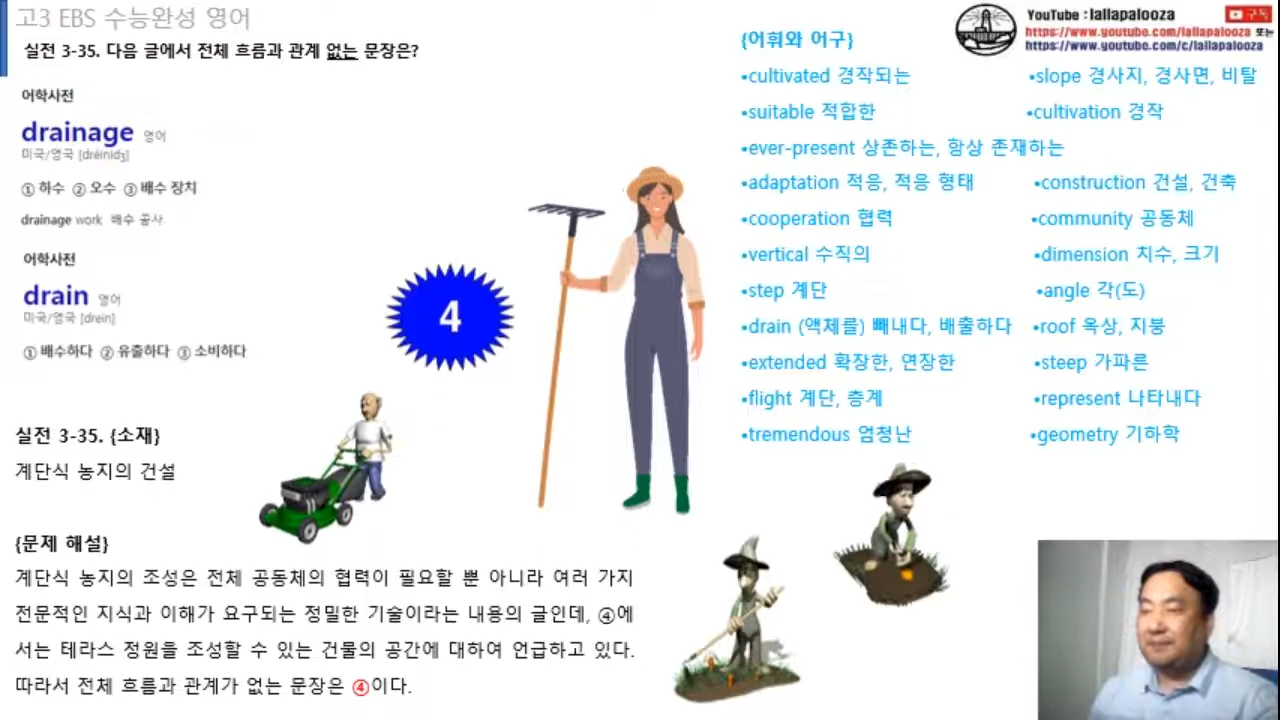 고3 EBS 수능완성 영어
실전 3-35. 다음 글에서 전체 흐름과 관계 없는 문장은?
어학사전
drainage 영어
미국/영국 [dréinidʒ]
① 하수 ② 오수 ③ 배수 장치
drainage work 배수 공사
어학사전
drain 영어
미국/영국 [drein]
① 배수하다 ② 유출하다 ③ 소비하다
4
실전 3-35. {소재}
계단식 농지의 건설
{문제 해설}
계단식 농지의 조성은 전체 공동체의 협력이 필요할 뿐 아니라 여러 가지
전문적인 지식과 이해가 요구되는 정밀한 기술이라는 내용의 글인데, ④에
서는 테라스 정원을 조성할 수 있는 건물의 공간에 대하여 언급하고 있다.
따라서 전체 흐름과 관계가 없는 문장은 ④이다.
YouTube : lallapalooza 구독
https://www.youtube.com/lallapalooza 또는
https://www.youtube.com/c/lallapalooza
{어휘와 어구}
•cultivated 경작되는 •slope 경사지, 경사면, 비탈
•suitable 적합한 •cultivation 경작
•ever-present 상존하는, 항상 존재하는
•adaptation 적응, 적응 형태 •construction 건설, 건축
•cooperation 협력 •community 공동체
•vertical 수직의 •dimension 치수, 크기
•step 계단 •angle 각(도)
•drain (액체를) 빼내다, 배출하다 •roof 옥상, 지붕
•extended 확장한, 연장한 •steep 가파른
•flight 계단, 층계 •represent 나타내다
•tremendous 엄청난 •geometry 기하학